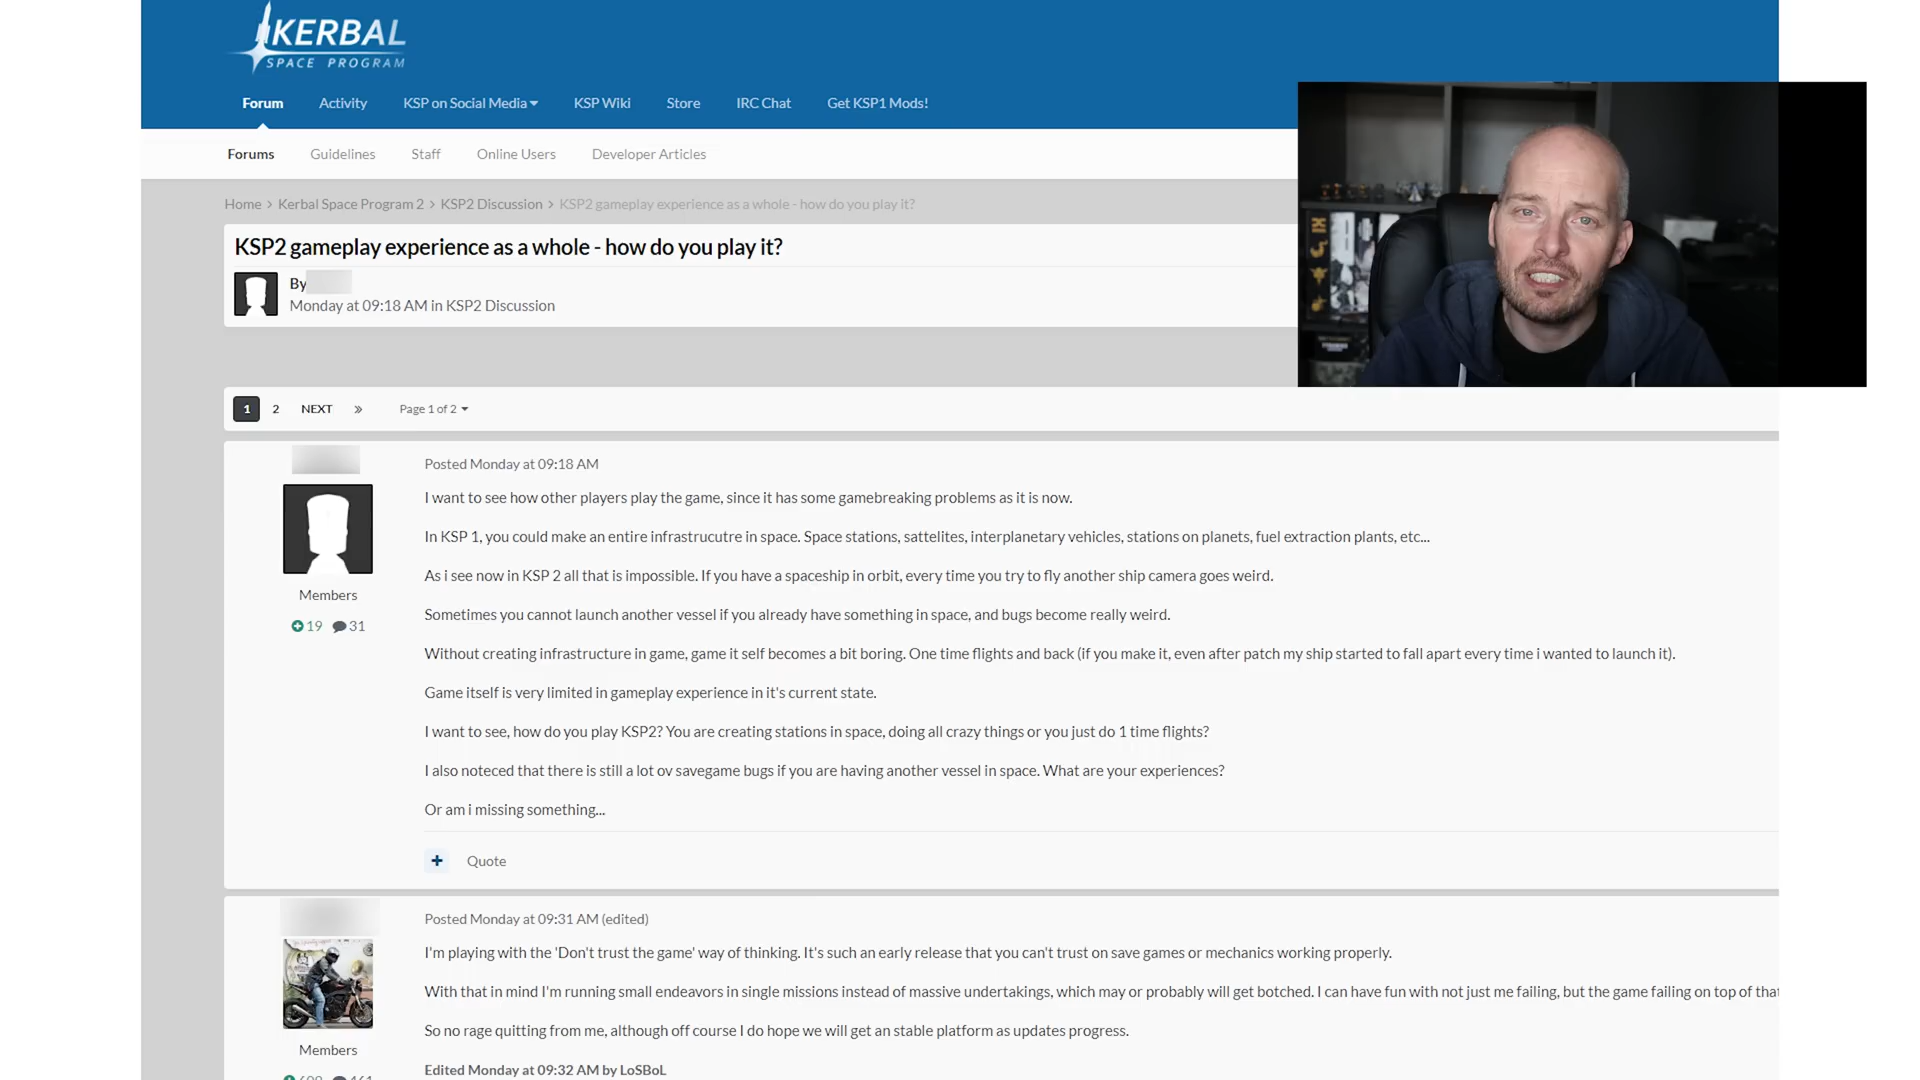 KERBAL
SPACE PROGRAM
Forum Activity KSP on Social Media KSP Wiki Store IRC Chat Get KSP1 Mods!
Forums Guidelines Staff Online Users Developer Articles
Home > Kerbal Space Program 2 > KSP2 Discussion > KSP2 gameplay experience as a whole - how do you play it?
KSP2 gameplay experience as a whole - how do you play it?
By
Monday at 09:18 AM in KSP2 Discussion
1 2 NEXT » Page 1 of 2
Posted Monday at 09:18 AM
I want to see how other players play the game, since it has some gamebreaking problems as it is now.
In KSP 1, you could make an entire infrastrucutre in space. Space stations, sattelites, interplanetary vehicles, stations on planets, fuel extraction plants, etc...
As i see now in KSP 2 all that is impossible. If you have a spaceship in orbit, every time you try to fly another ship camera goes weird.
Members
Sometimes you cannot launch another vessel if you already have something in space, and bugs become really weird.
19 31
Without creating infrastructure in game, game it self becomes a bit boring. One time flights and back (if you make it, even after patch my ship started to fall apart every time i wanted to launch it).
Game itself is very limited in gameplay experience in it's current state.
I want to see, how do you play KSP2? You are creating stations in space, doing all crazy things or you just do 1 time flights?
I also noteced that there is still a lot ov savegame bugs if you are having another vessel in space. What are your experiences?
Or am i missing something...
+ Quote
Posted Monday at 09:31 AM (edited)
I'm playing with the 'Don't trust the game' way of thinking. It's such an early release that you can't trust on save games or mechanics working properly.
With that in mind I'm running small endeavors in single missions instead of massive undertakings, which may or probably will get botched. I can have fun with not just me failing, but the game failing on top of that
So no rage quitting from me, although off course I do hope we will get an stable platform as updates progress.
Members
Edited Monday at 09:32 AM by LoSBoL